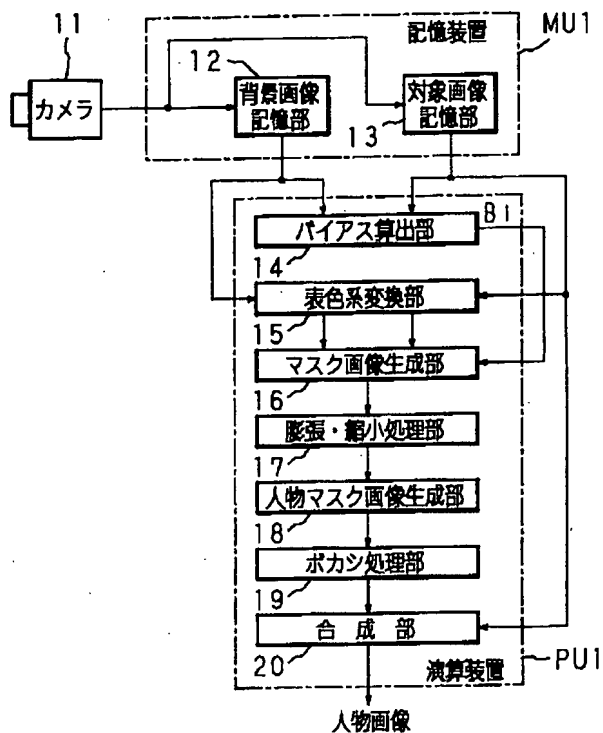 11
カメラ
記憶装置
MU1
12
背景画像
記憶部
対象画像
記憶部
13
Bi
バイアス算出部
14
表色系変換部
15
マスク画像生成部
16
膨張・縮小処理部
17
人物マスク画像生成部
18
ボカシ処理部
19
合成部
20
演算装置
PU1
人物画像